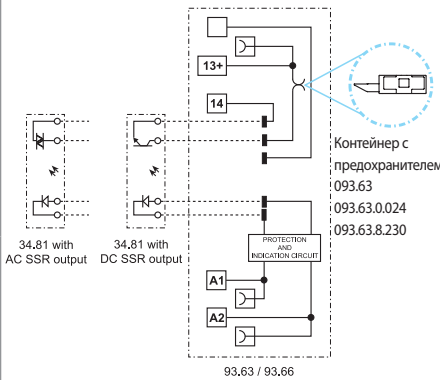 13+
14
Контейнер с
предохранителем
093.63
093.63.0.024
093.63.8.230
34.81 with
AC SSR output
34.81 with
DC SSR output
PROTECTION
AND
INDICATION CIRCUIT
A1
A2
93.63 / 93.66